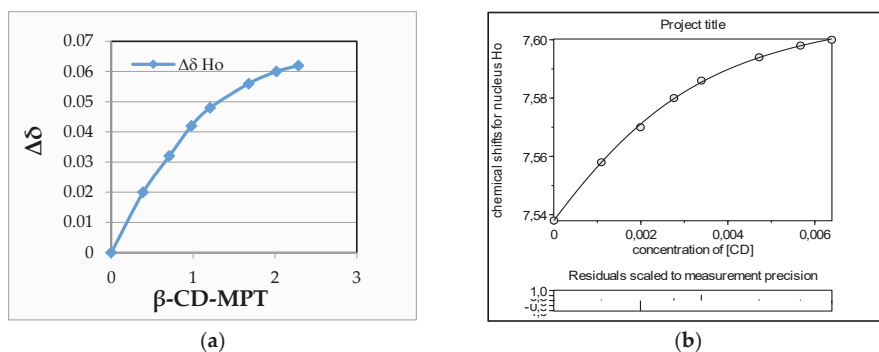 0.07
0.06
0.05
0.04
0.03
0.02
0.01
0
Δδ
Δδ Ho
0 1 2 3
β-CD-MPT
(a)
Project title
chemical shifts for nucleus Ho
7,60
7,58
7,56
7,54
0 0,002 0,004 0,006
concentration of [CD]
Residuals scaled to measurement precision
1,0
(b)